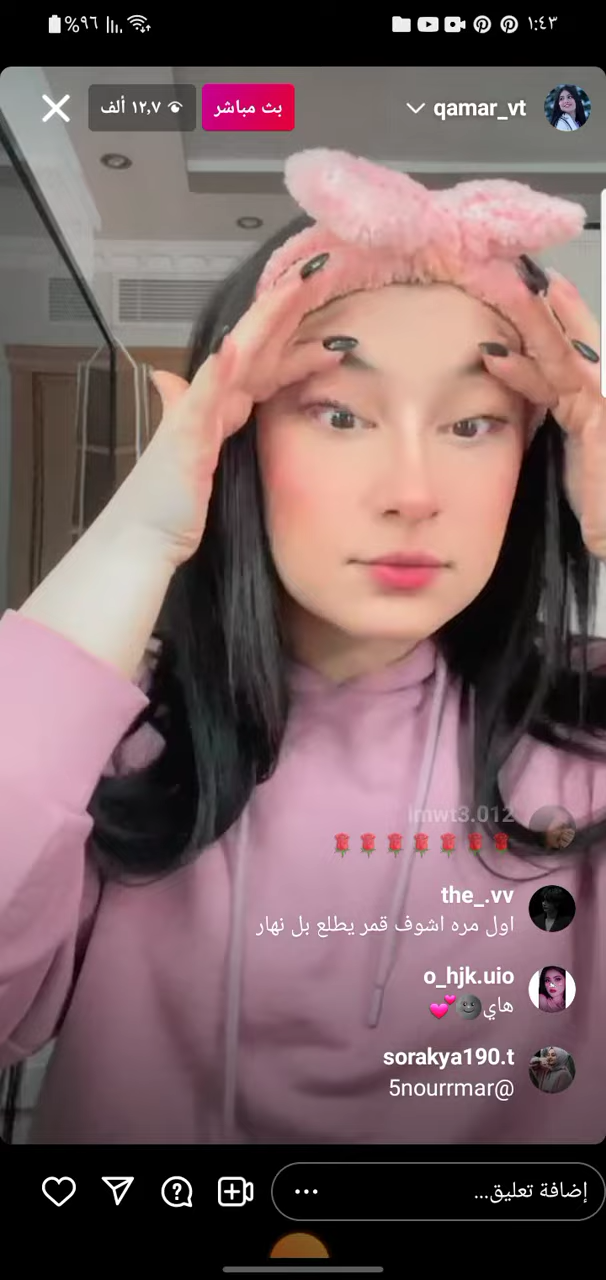 ١:٤٣
%٩٦
qamar_vt
بث مباشر
١٢,٧ ألف
lmwt3.012
🌹🌹🌹🌹🌹🌹🌹
the_.vv
اول مره اشوف قمر يطلع بل نهار
o_hjk.uio
هاي🌚💕
sorakya190.t
@5nourrmar
إضافة تعليق...